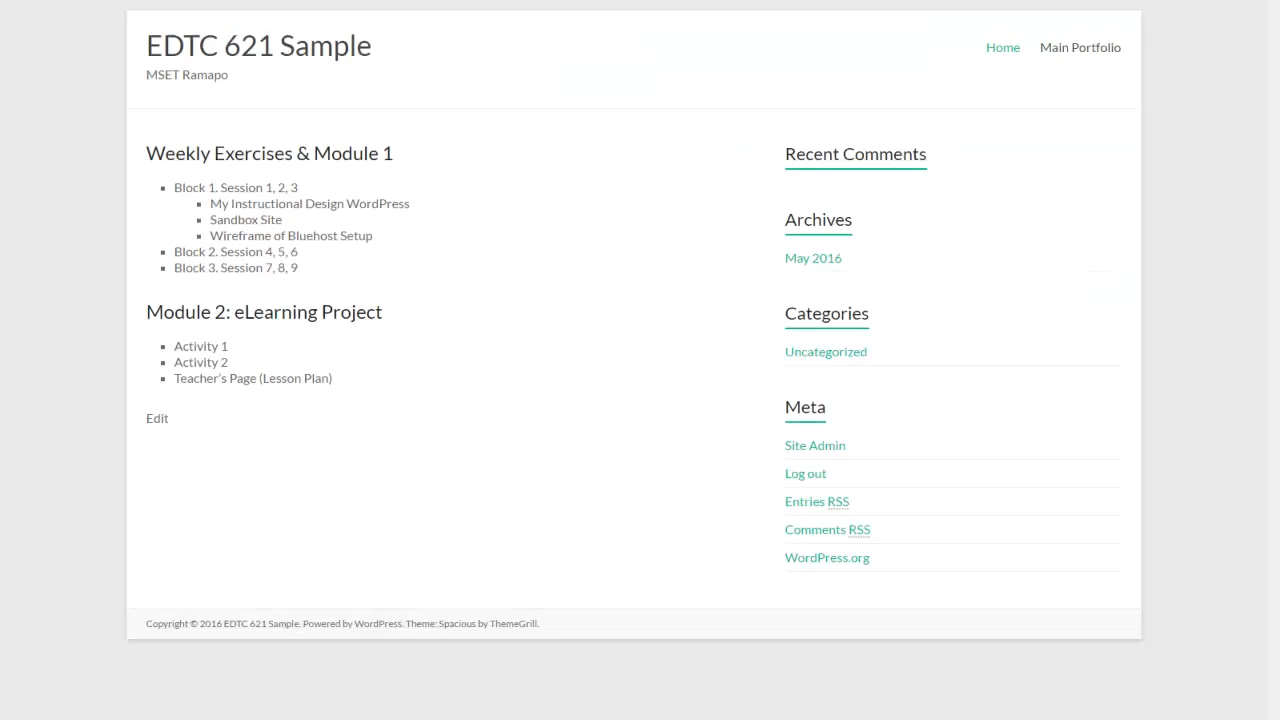 EDTC 621 Sample
MSET Ramapo
Home
Main Portfolio
Weekly Exercises & Module 1
Block 1. Session 1, 2, 3
My Instructional Design WordPress
Sandbox Site
Wireframe of Bluehost Setup
Block 2. Session 4, 5, 6
Block 3. Session 7, 8, 9
Module 2: eLearning Project
Activity 1
Activity 2
Teacher's Page (Lesson Plan)
Edit
Recent Comments
Archives
May 2016
Categories
Uncategorized
Meta
Site Admin
Log out
Entries RSS
Comments RSS
WordPress.org
Copyright © 2016 EDTC 621 Sample. Powered by WordPress. Theme: Spacious by ThemeGrill.